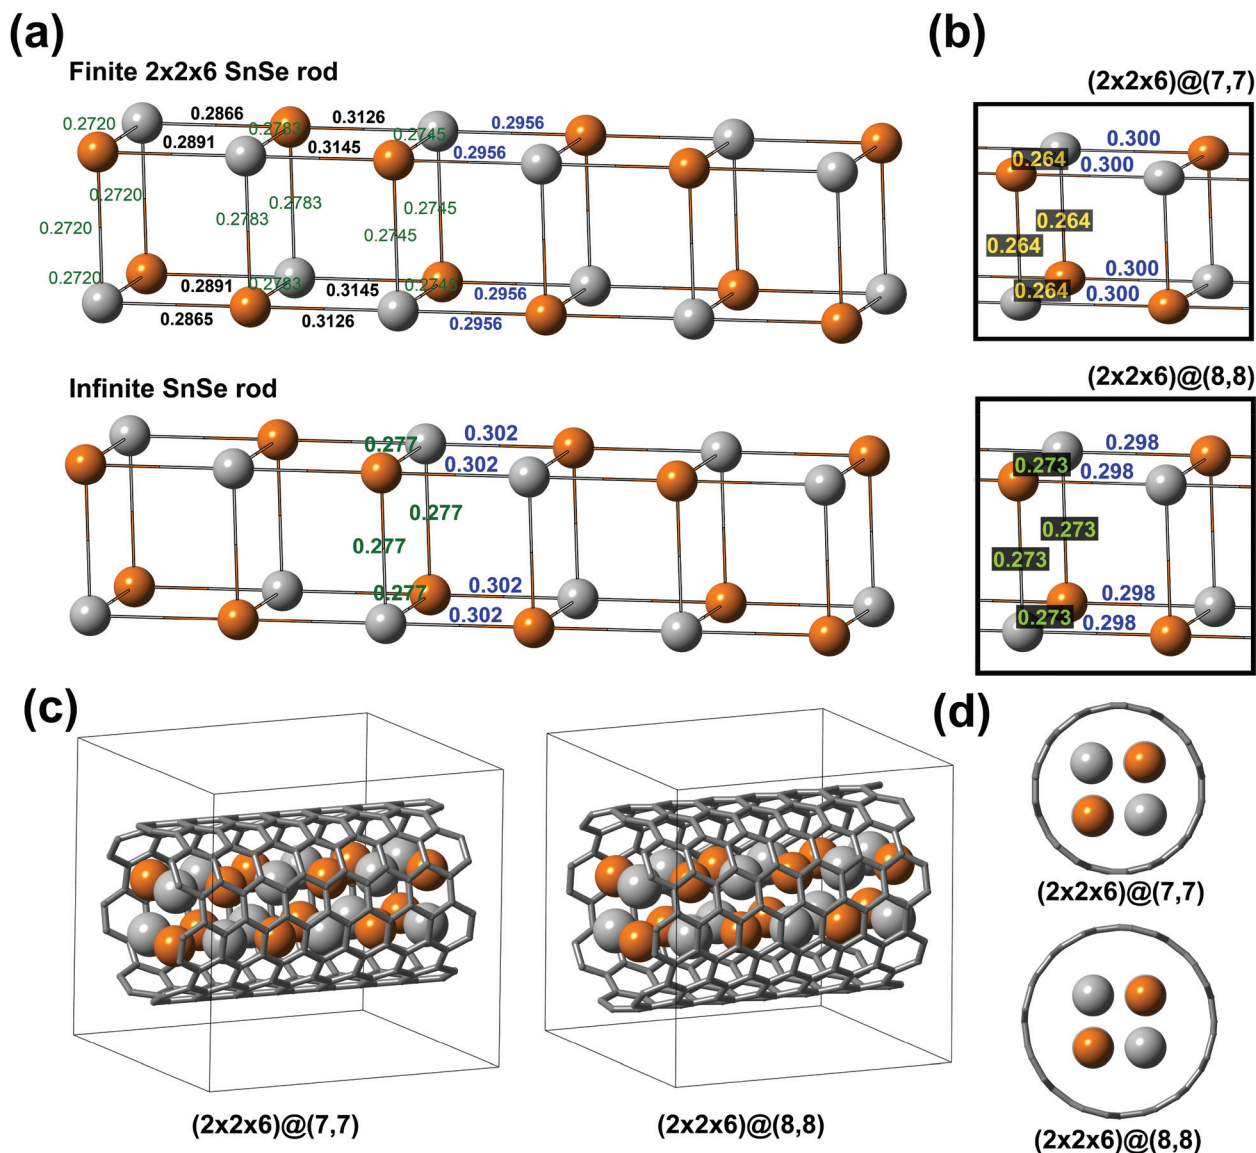 (a)
Finite 2x2x6 SnSe rod
0.2866 0.3126 0.2956
0.2720 0.2783 0.2745
0.2891 0.3145 0.2956
0.2720 0.2783 0.2745
0.2720 0.2783 0.2745
0.2720 0.2783 0.2745
0.2891 0.3145 0.2956
0.2865 0.3126 0.2956
Infinite SnSe rod
0.277 0.302
0.302
0.277
0.277
0.277 0.302
0.302
(b)
(2x2x6)@(7,7)
0.300
0.264 0.300
0.264
0.264
0.300
0.264 0.300
(2x2x6)@(8,8)
0.298
0.273 0.298
0.273
0.273
0.298
0.273 0.298
(c)
(2x2x6)@(7,7)
(2x2x6)@(8,8)
(d)
(2x2x6)@(7,7)
(2x2x6)@(8,8)